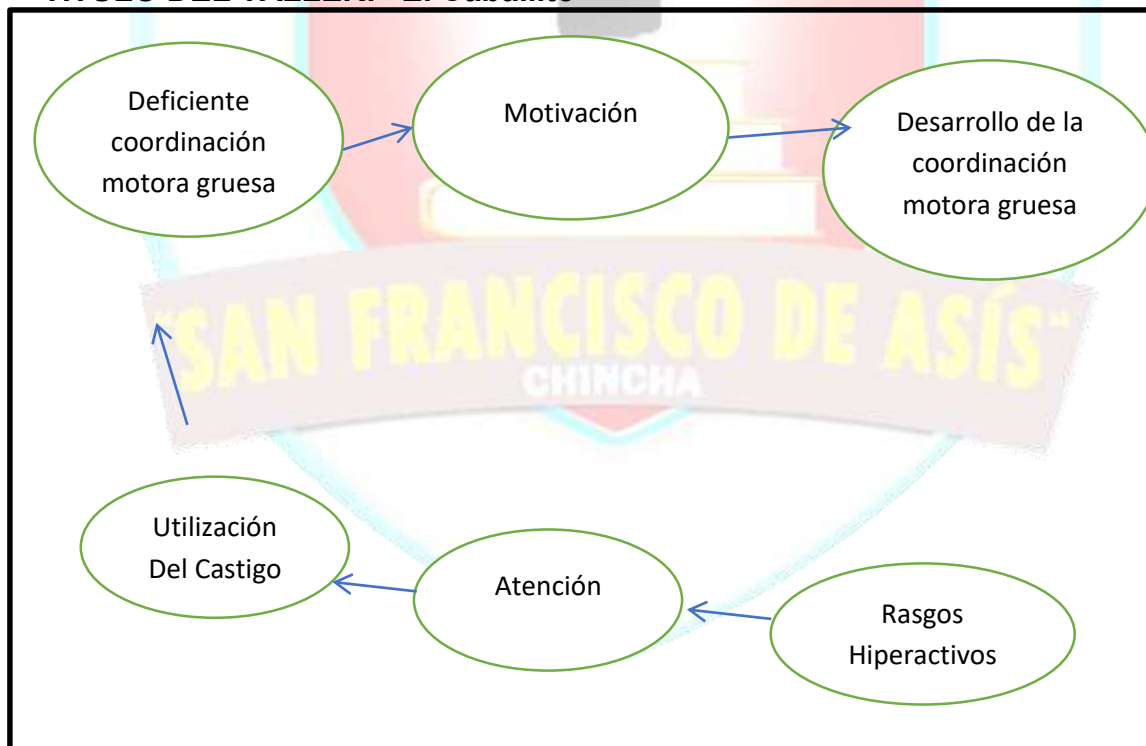 Deficiente
coordinación
motora gruesa
Motivación
Desarrollo de la
coordinación
motora gruesa
"SAN FRANCISCO DE ASÍS"
CHINCHA
Utilización
Del Castigo
Atención
Rasgos
Hiperactivos